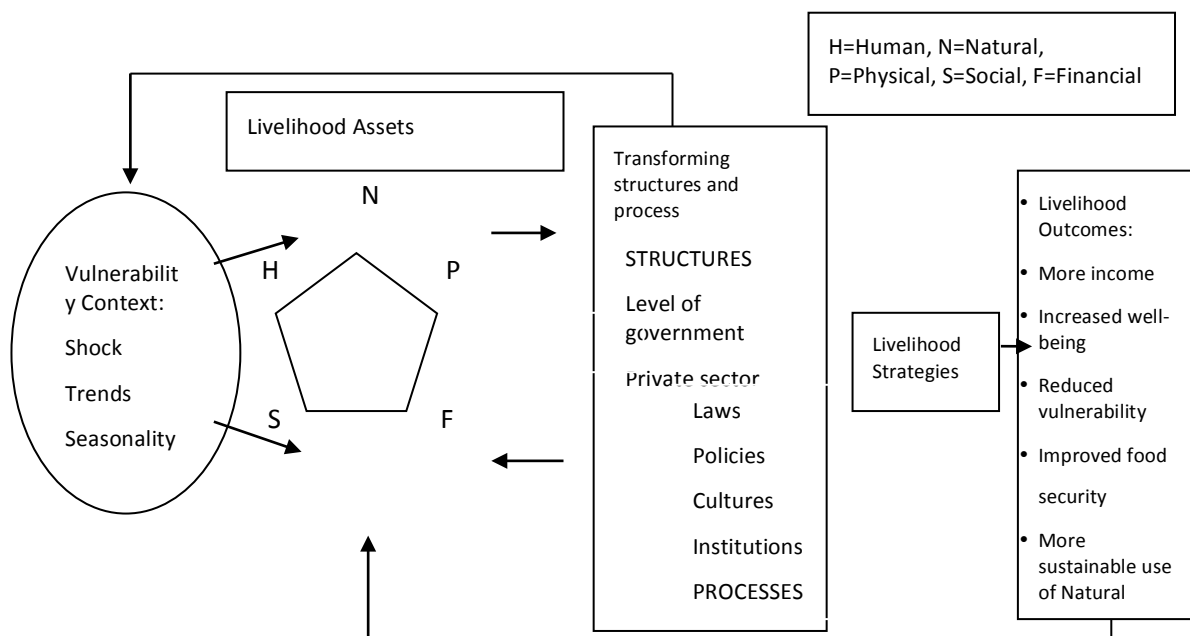 H=Human, N=Natural,
P=Physical, S=Social, F=Financial
Livelihood Assets
N
H
P
S
F
Vulnerabilit
y Context:
Shock
Trends
Seasonality
Transforming
structures and
process
STRUCTURES
Level of
government
Private sector
Laws
Policies
Cultures
Institutions
PROCESSES
Livelihood
Strategies
• Livelihood
Outcomes:
• More income
• Increased well-
being
• Reduced
vulnerability
• Improved food
security
• More
sustainable use
of Natural